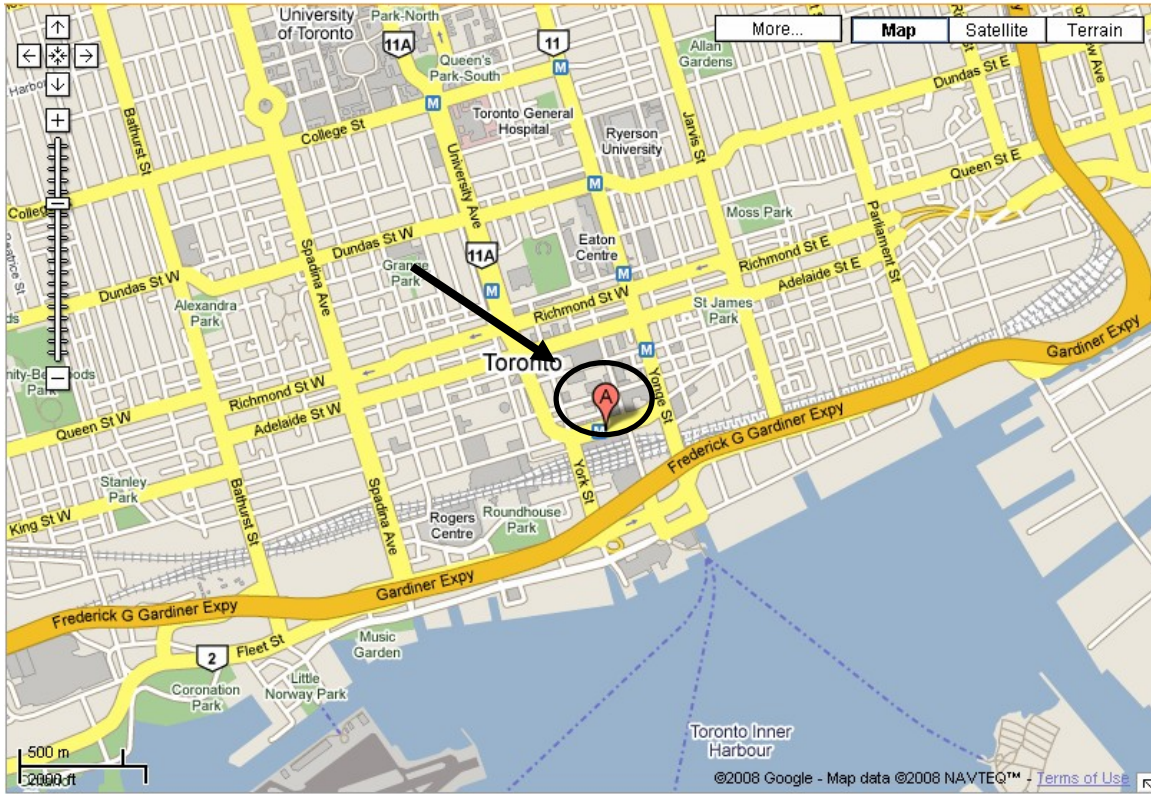 University
of Toronto
Park-North
11A
11
Queen's
Park-South
Allan
Gardens
More...
Map
Satellite
Terrain
Dundas St E
Harbor
Bathurst St
College St
M
M
Toronto General
Hospital
Ryerson
University
Jarvis St
University Ave
Queen St E
M
Moss Park
Parliament St
Colleg
Beatrice St
Spadina Ave
Dundas St W
11A
Eaton
Centre
Grange
Park
M
Richmond St E
Adelaide St E
Dundas St W
M
Alexandra
Park
Richmond St W
St James
Park
Toronto
M
Gardiner Expy
Park
Richmond St W
A
Yonge St
Queen St W
Adelaide St W
M
Frederick G Gardiner Expy
Stanley
Park
Bathurst St
Spadina Ave
York St
King St W
Rogers
Centre
Roundhouse
Park
Gardiner Expy
Frederick G Gardiner Expy
2
Fleet St
Music
Garden
Coronation
Park
Little
Norway Park
Toronto Inner
Harbour
500 m
2000 ft
©2008 Google - Map data ©2008 NAVTEQ™ - Terms of Use